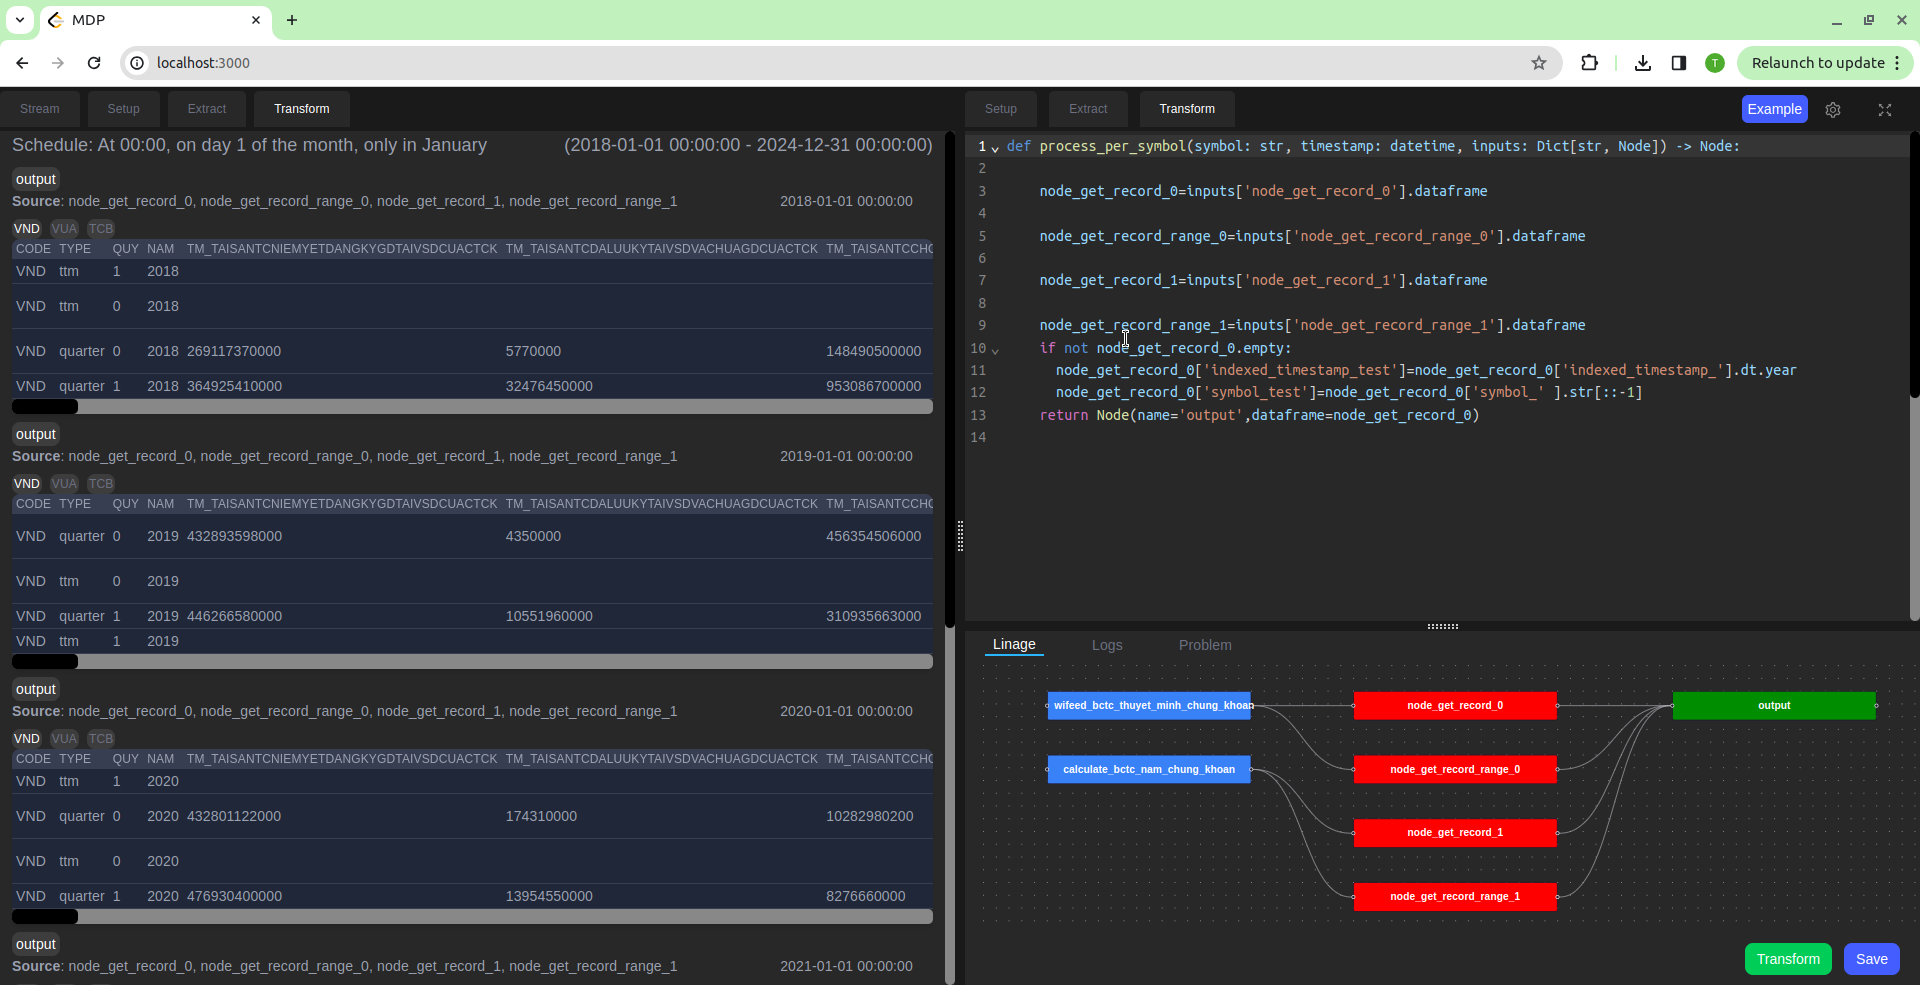 MDP
localhost:3000
T
Relaunch to update
Stream Setup Extract Transform
Schedule: At 00:00, on day 1 of the month, only in January (2018-01-01 00:00:00 - 2024-12-31 00:00:00)
output
Source: node_get_record_0, node_get_record_range_0, node_get_record_1, node_get_record_range_1 2018-01-01 00:00:00
VND VUA TCB
CODE TYPE QUY NAM TM_TAISANTCNIEMYETDANGKYGDTAIVSDCUACTCK TM_TAISANTCDALUUKYTAIVSDVACHUAGDCUACTCK TM_TAISANTCCHC
VND ttm 1 2018
VND ttm 0 2018
VND quarter 0 2018 269117370000 5770000 148490500000
VND quarter 1 2018 364925410000 32476450000 953086700000
output
Source: node_get_record_0, node_get_record_range_0, node_get_record_1, node_get_record_range_1 2019-01-01 00:00:00
VND VUA TCB
CODE TYPE QUY NAM TM_TAISANTCNIEMYETDANGKYGDTAIVSDCUACTCK TM_TAISANTCDALUUKYTAIVSDVACHUAGDCUACTCK TM_TAISANTCCHC
VND quarter 0 2019 432893598000 4350000 456354506000
VND ttm 0 2019
VND quarter 1 2019 446266580000 10551960000 310935663000
VND ttm 1 2019
output
Source: node_get_record_0, node_get_record_range_0, node_get_record_1, node_get_record_range_1 2020-01-01 00:00:00
VND VUA TCB
CODE TYPE QUY NAM TM_TAISANTCNIEMYETDANGKYGDTAIVSDCUACTCK TM_TAISANTCDALUUKYTAIVSDVACHUAGDCUACTCK TM_TAISANTCCHC
VND ttm 1 2020
VND quarter 0 2020 432801122000 174310000 10282980200
VND ttm 0 2020
VND quarter 1 2020 476930400000 13954550000 8276660000
output
Source: node_get_record_0, node_get_record_range_0, node_get_record_1, node_get_record_range_1 2021-01-01 00:00:00
Setup Extract Transform Example
1 def process_per_symbol(symbol: str, timestamp: datetime, inputs: Dict[str, Node]) -> Node:
2
3 node_get_record_0=inputs['node_get_record_0'].dataframe
4
5 node_get_record_range_0=inputs['node_get_record_range_0'].dataframe
6
7 node_get_record_1=inputs['node_get_record_1'].dataframe
8
9 node_get_record_range_1=inputs['node_get_record_range_1'].dataframe
10 if not node_get_record_0.empty:
11 node_get_record_0['indexed_timestamp_test']=node_get_record_0['indexed_timestamp_'].dt.year
12 node_get_record_0['symbol_test']=node_get_record_0['symbol_' ].str[::-1]
13 return Node(name='output',dataframe=node_get_record_0)
14
Linage Logs Problem
wifeed_bctc_thuyet_minh_chung_khoan node_get_record_0 output
calculate_bctc_nam_chung_khoan node_get_record_range_0
node_get_record_1
node_get_record_range_1
Transform Save